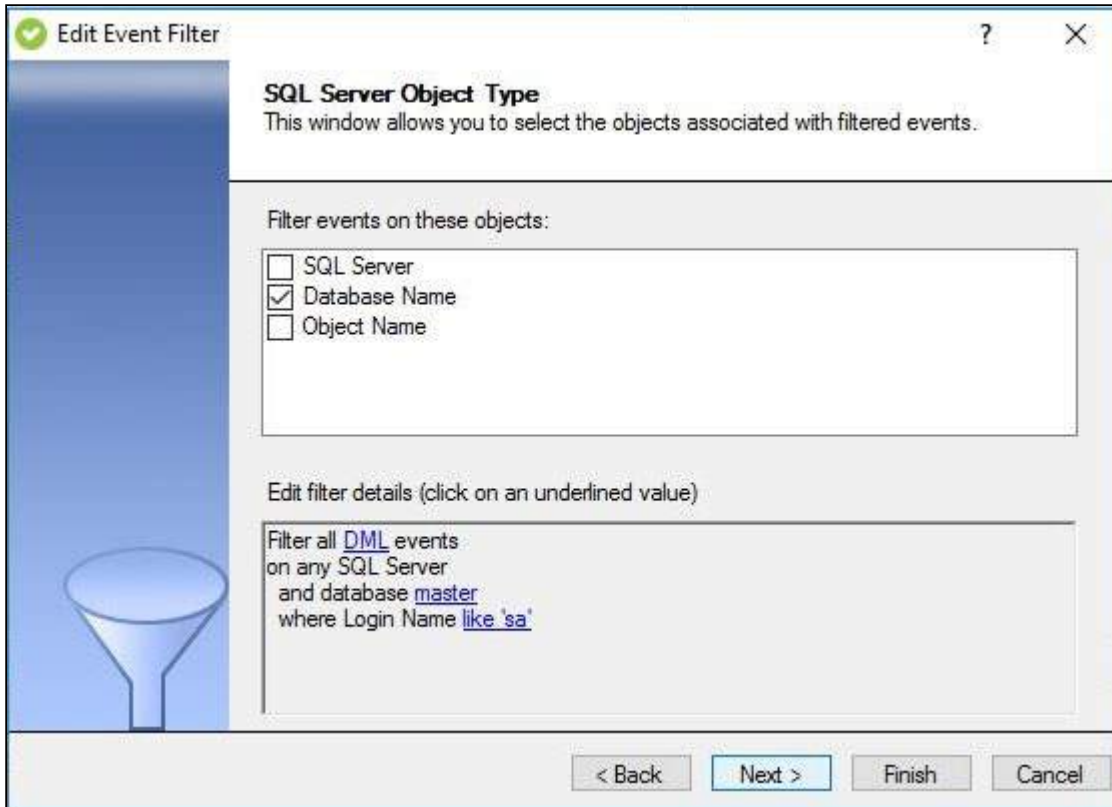 Edit Event Filter
?
SQL Server Object Type
This window allows you to select the objects associated with filtered events.
Filter events on these objects:
SQL Server
Database Name
Object Name
Edit filter details (click on an underlined value)
Filter all DML events
on any SQL Server
and database master
where Login Name like 'sa'
< Back Next > Finish Cancel